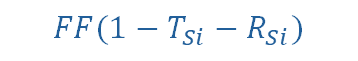 FF(1 − T_Si − R_Si)